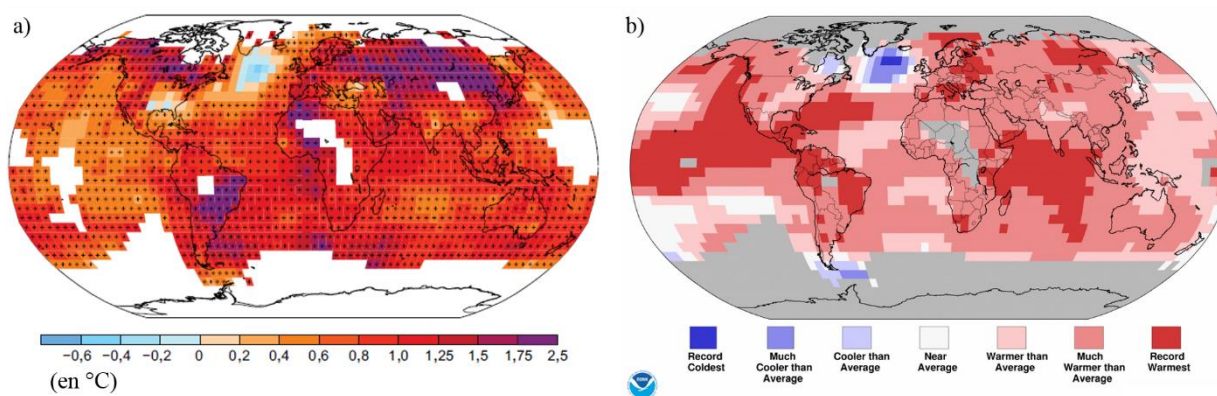 a)
b)
−0,6 −0,4 −0,2 0 0,2 0,4 0,6 0,8 1,0 1,25 1,5 1,75 2,5
(en °C)
Record Coldest
Much Cooler than Average
Cooler than Average
Near Average
Warmer than Average
Much Warmer than Average
Record Warmest